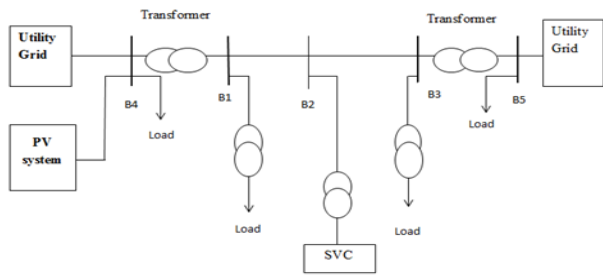 Transformer
Transformer
Utility
Grid
Utility
Grid
B4
B1
B2
B3
B5
Load
Load
PV
system
Load
Load
SVC